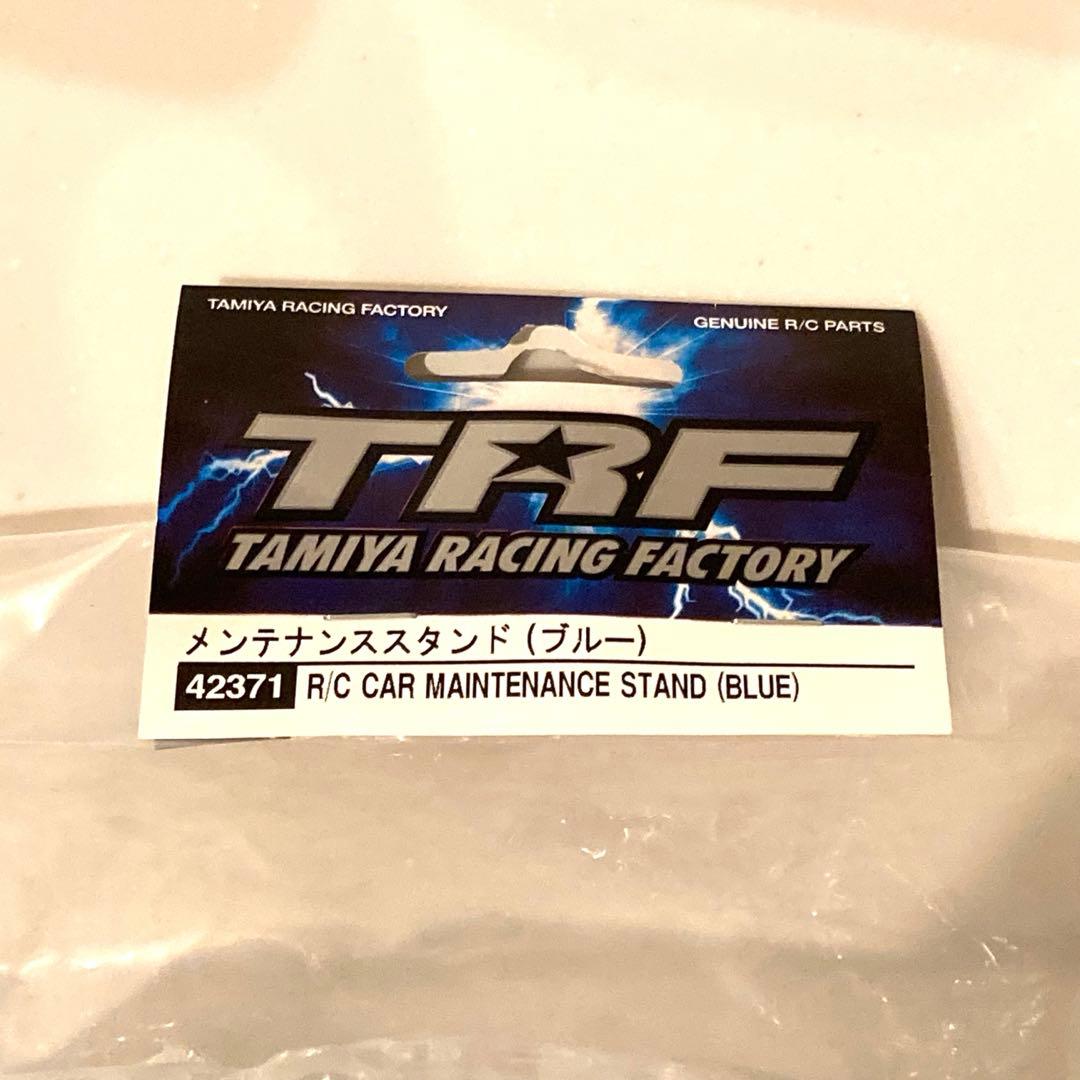 TAMIYA RACING FACTORY
GENUINE R/C PARTS
TRF
TAMIYA RACING FACTORY
メンテナンススタンド (ブルー)
42371 R/C CAR MAINTENANCE STAND (BLUE)